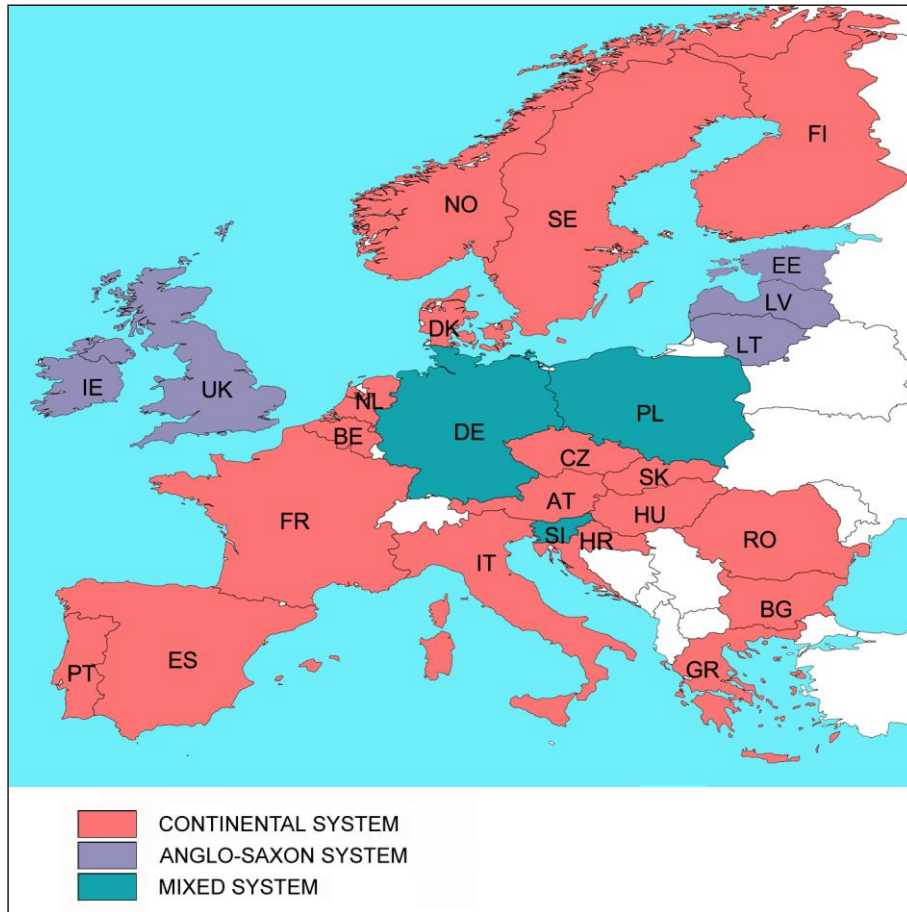 FI
NO
SE
EE
LV
DK
LT
IE
UK
NL
PL
BE
DE
CZ
SK
AT
FR
HU
SI
HR
RO
IT
BG
ES
PT
GR
CONTINENTAL SYSTEM
ANGLO-SAXON SYSTEM
MIXED SYSTEM